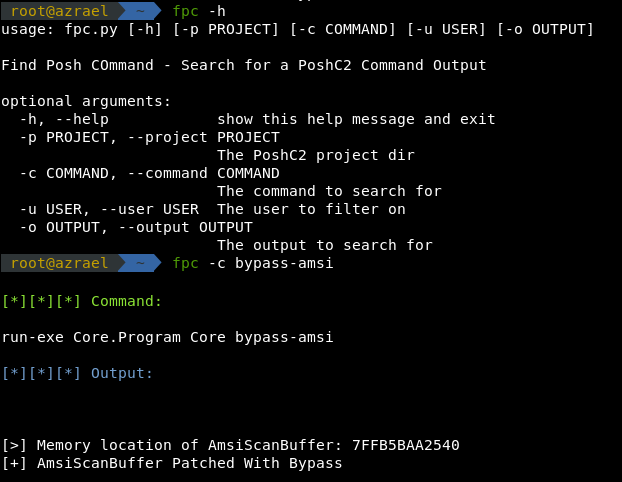 root@azrael ~ fpc -h
usage: fpc.py [-h] [-p PROJECT] [-c COMMAND] [-u USER] [-o OUTPUT]
Find Posh COmmand - Search for a PoshC2 Command Output
optional arguments:
-h, --help show this help message and exit
-p PROJECT, --project PROJECT
The PoshC2 project dir
-c COMMAND, --command COMMAND
The command to search for
-u USER, --user USER The user to filter on
-o OUTPUT, --output OUTPUT
The output to search for
root@azrael ~ fpc -c bypass-amsi
[*][*][*] Command:
run-exe Core.Program Core bypass-amsi
[*][*][*] Output:
[>] Memory location of AmsiScanBuffer: 7FFB5BAA2540
[+] AmsiScanBuffer Patched With Bypass